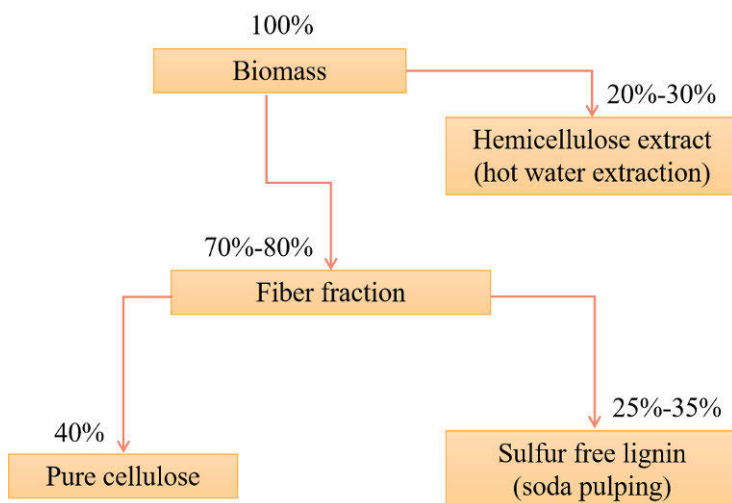 100%
Biomass
20%-30%
Hemicellulose extract
(hot water extraction)
70%-80%
Fiber fraction
40%
Pure cellulose
25%-35%
Sulfur free lignin
(soda pulping)